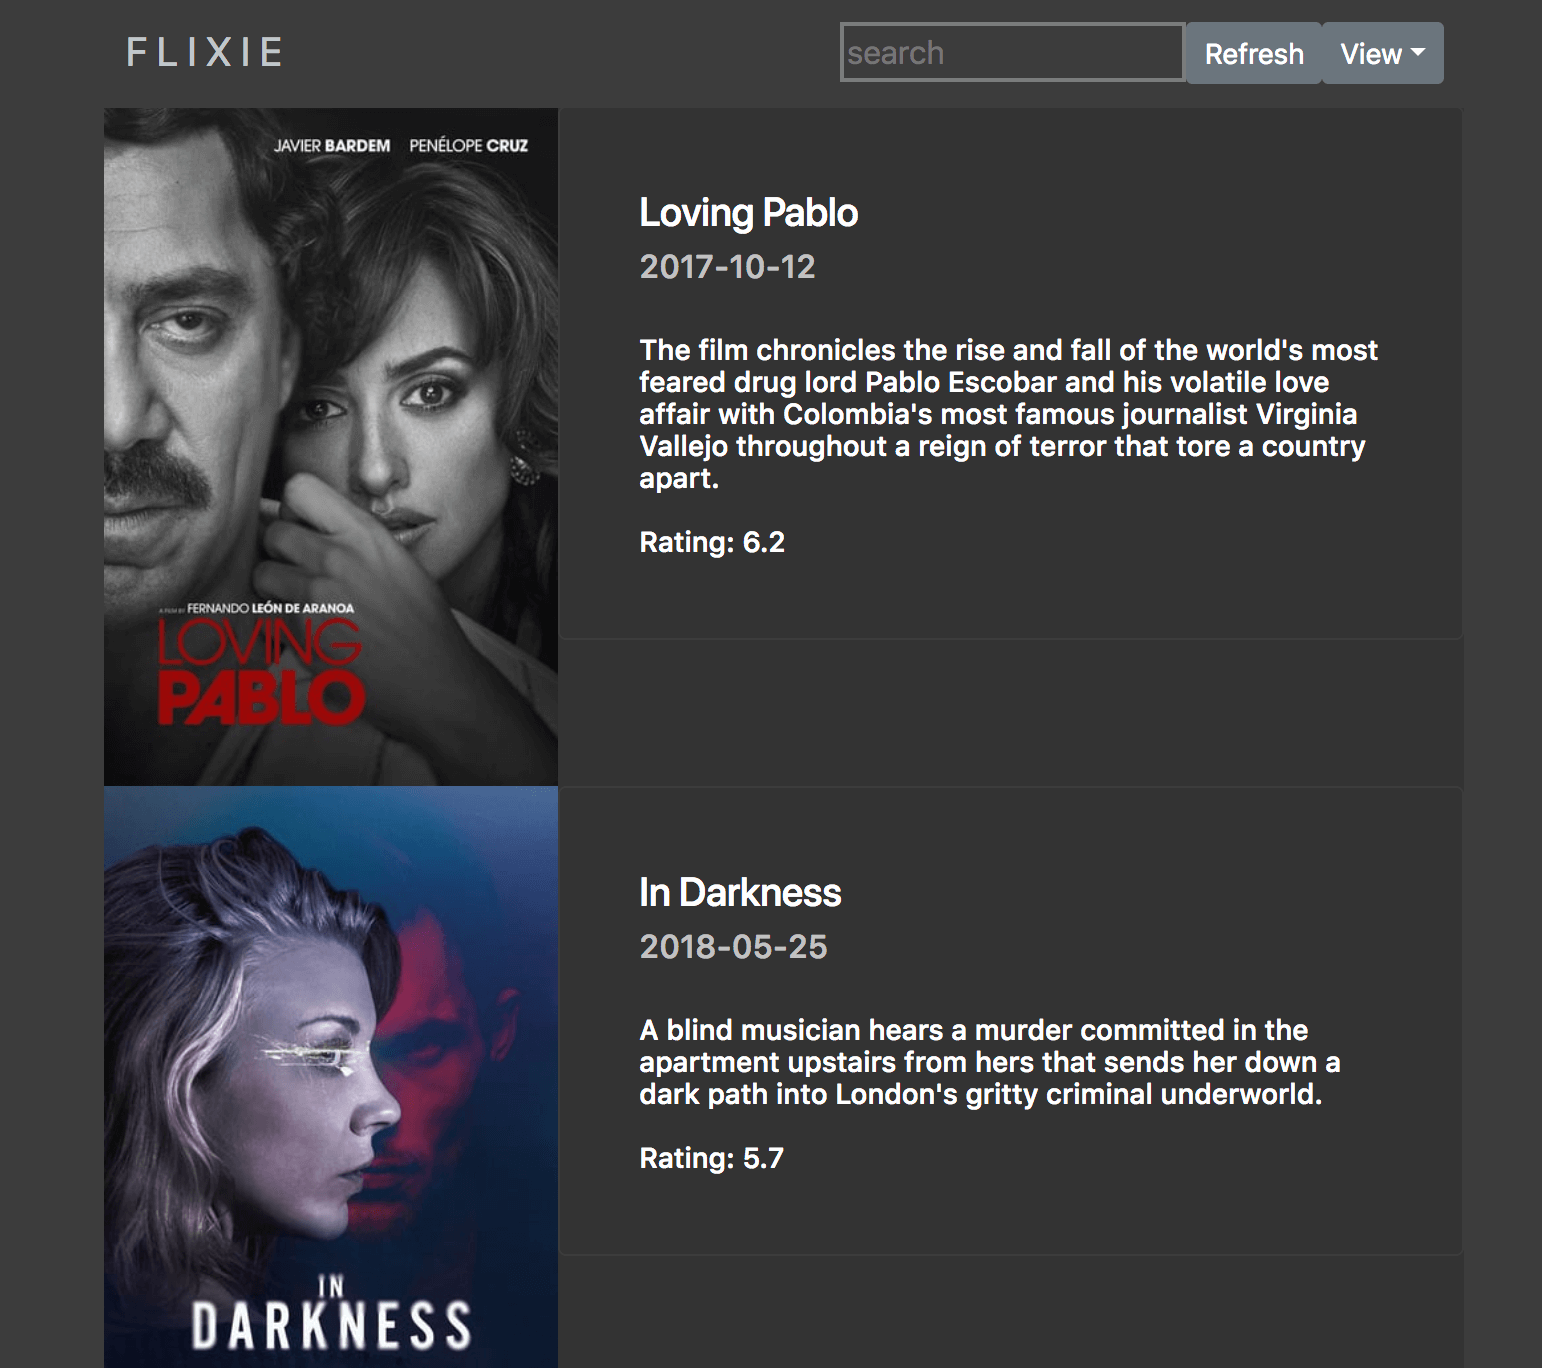 FLIXIE
search
Refresh
View
JAVIER BARDEM PENÉLOPE CRUZ
A FILM BY FERNANDO LEÓN DE ARANOA
LOVING
PABLO
Loving Pablo
2017-10-12
The film chronicles the rise and fall of the world's most
feared drug lord Pablo Escobar and his volatile love
affair with Colombia's most famous journalist Virginia
Vallejo throughout a reign of terror that tore a country
apart.
Rating: 6.2
IN
DARKNESS
In Darkness
2018-05-25
A blind musician hears a murder committed in the
apartment upstairs from hers that sends her down a
dark path into London's gritty criminal underworld.
Rating: 5.7